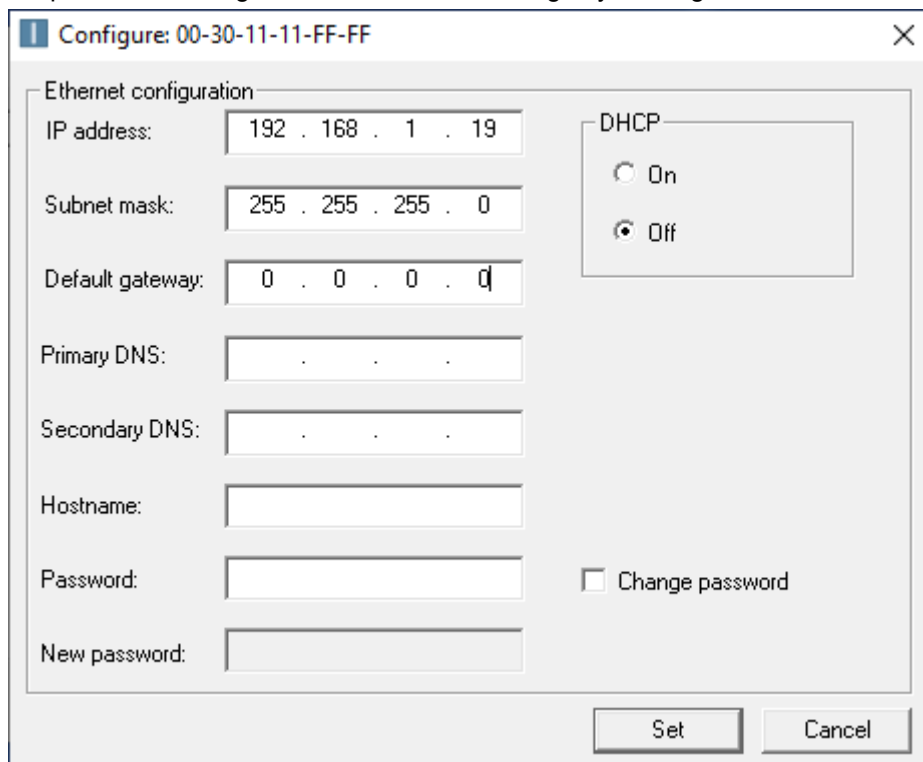 Configure: 00-30-11-11-FF-FF
Ethernet configuration
IP address: 192 . 168 . 1 . 19
DHCP
On
Subnet mask: 255 . 255 . 255 . 0
Off
Default gateway: 0 . 0 . 0 . 0
Primary DNS: . . .
Secondary DNS: . . .
Hostname:
Password:
Change password
New password:
Set Cancel